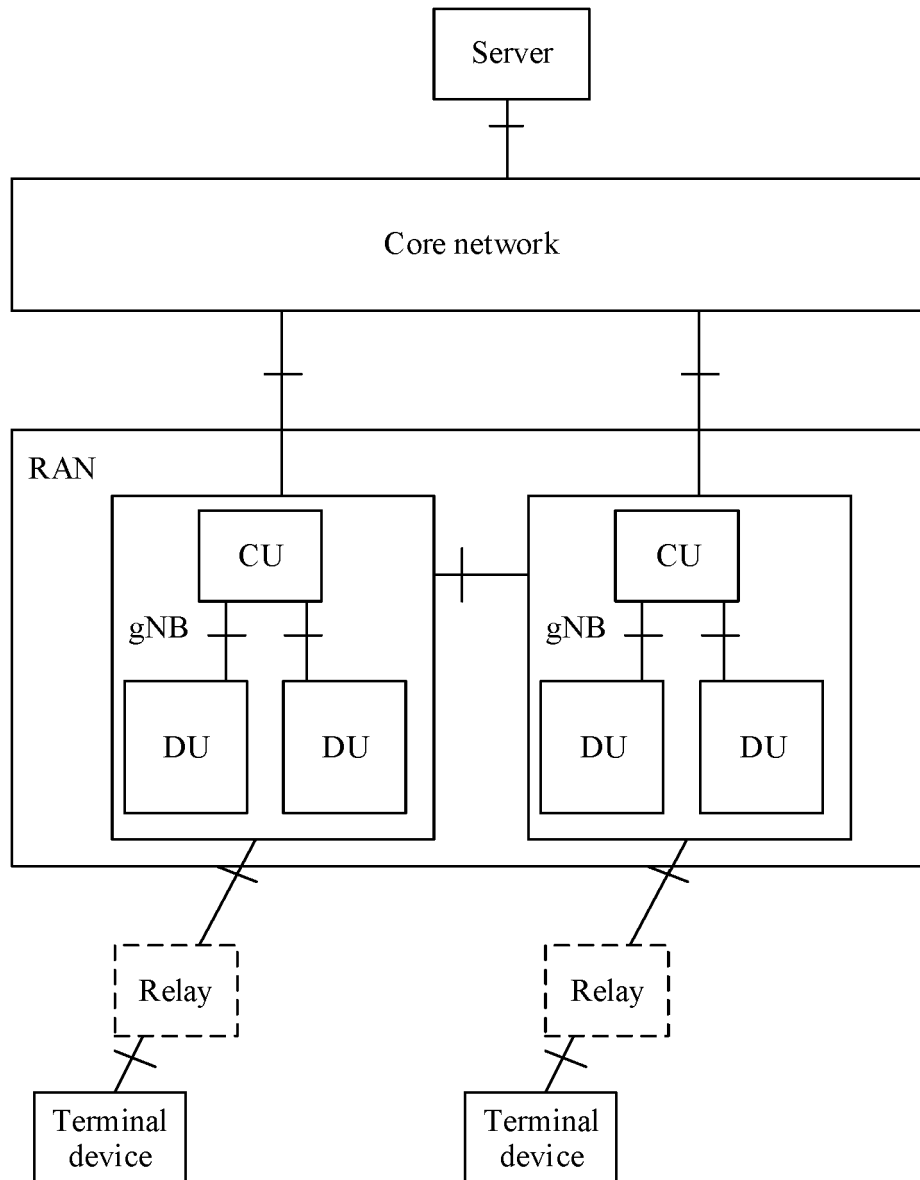 Server
Core network
RAN
CU
CU
gNB
gNB
DU
DU
DU
DU
Relay
Relay
Terminal
device
Terminal
device